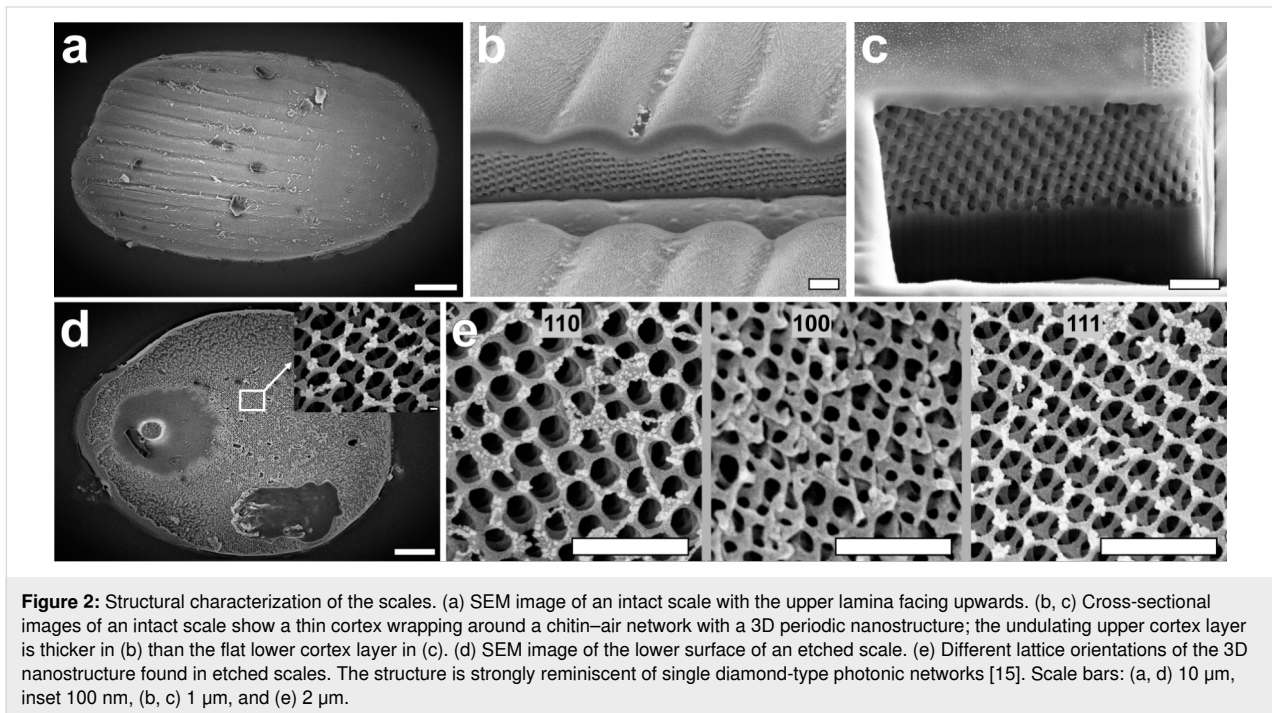 a
b
c
d
e
110
100
111
Figure 2: Structural characterization of the scales. (a) SEM image of an intact scale with the upper lamina facing upwards. (b, c) Cross-sectional
images of an intact scale show a thin cortex wrapping around a chitin–air network with a 3D periodic nanostructure; the undulating upper cortex layer
is thicker in (b) than the flat lower cortex layer in (c). (d) SEM image of the lower surface of an etched scale. (e) Different lattice orientations of the 3D
nanostructure found in etched scales. The structure is strongly reminiscent of single diamond-type photonic networks [15]. Scale bars: (a, d) 10 µm,
inset 100 nm, (b, c) 1 µm, and (e) 2 µm.